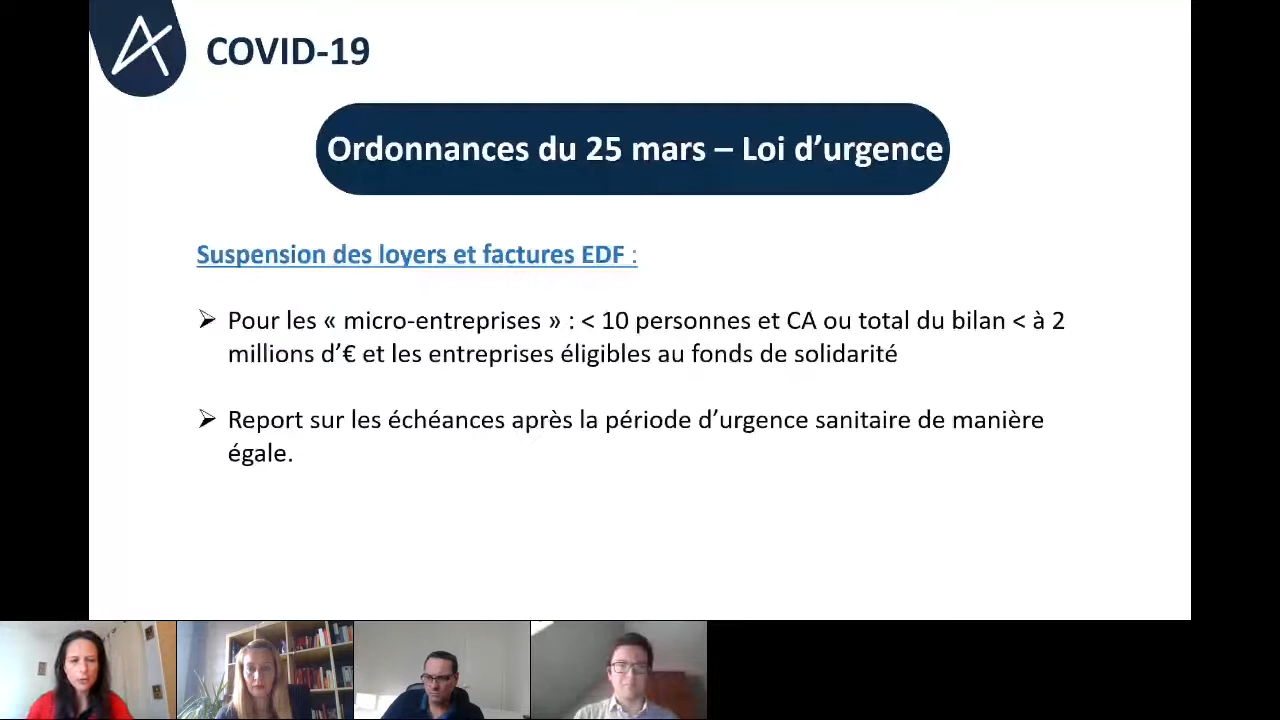 COVID-19
Ordonnances du 25 mars – Loi d’urgence
Suspension des loyers et factures EDF :
Pour les « micro-entreprises » : < 10 personnes et CA ou total du bilan < à 2
millions d’€ et les entreprises éligibles au fonds de solidarité
Report sur les échéances après la période d’urgence sanitaire de manière
égale.